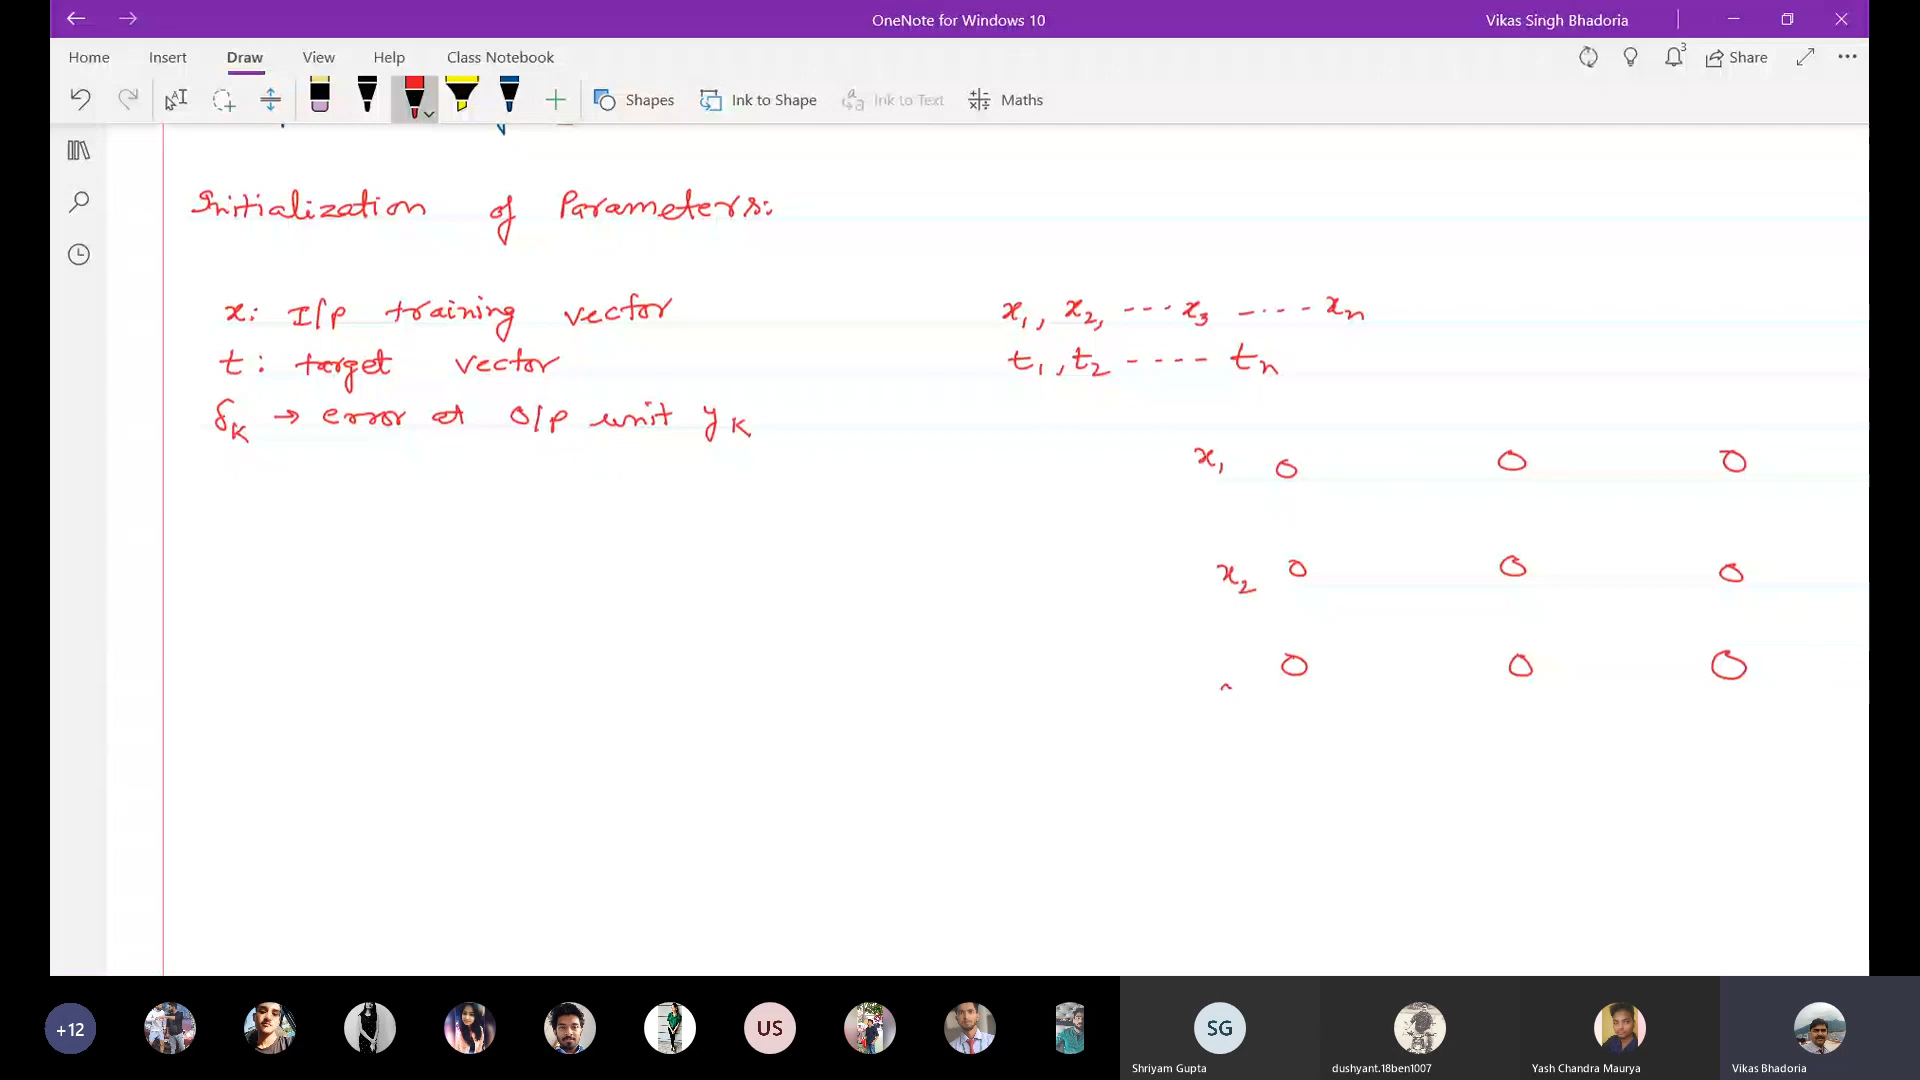 OneNote for Windows 10
Vikas Singh Bhadoria
Home Insert Draw View Help Class Notebook
3
Share
Shapes
Ink to Shape
Ink to Text
Maths
Initialization of Parameters:
x: I/p training vector
x1, x2, ---x3 ---- xn
t: target vector
t1, t2 ---- tn
δK → error at O/p unit yK
x1
x2
+12
US
SG
Shriyam Gupta
dushyant.18ben1007
Yash Chandra Maurya
Vikas Bhadoria